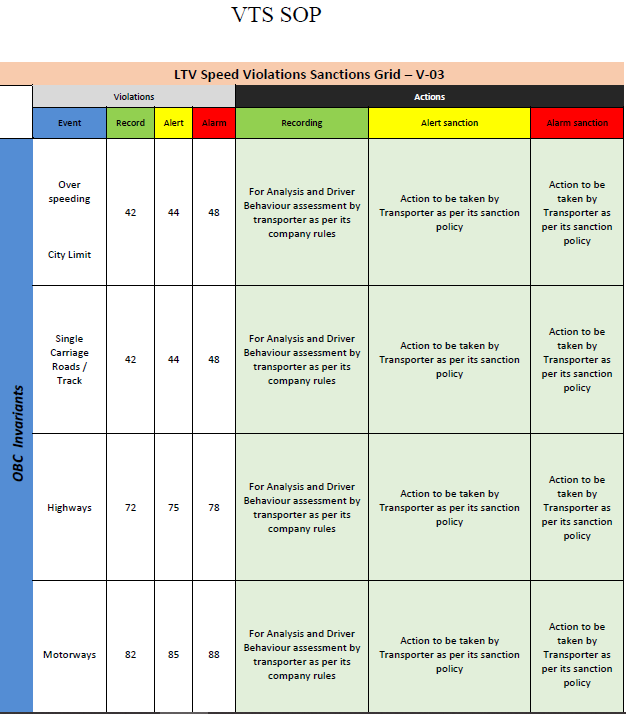 VTS SOP
LTV Speed Violations Sanctions Grid – V-03
Violations Actions
Event Record Alert Alarm Recording Alert sanction Alarm sanction
OBC Invariants
Over
speeding
City Limit
42 44 48
For Analysis and Driver
Behaviour assessment by
transporter as per its
company rules
Action to be taken by
Transporter as per its sanction
policy
Action to be
taken by
Transporter as
per its sanction
policy
Single
Carriage
Roads /
Track
42 44 48
For Analysis and Driver
Behaviour assessment by
transporter as per its
company rules
Action to be taken by
Transporter as per its sanction
policy
Action to be
taken by
Transporter as
per its sanction
policy
Highways
72 75 78
For Analysis and Driver
Behaviour assessment by
transporter as per its
company rules
Action to be taken by
Transporter as per its sanction
policy
Action to be
taken by
Transporter as
per its sanction
policy
Motorways
82 85 88
For Analysis and Driver
Behaviour assessment by
transporter as per its
company rules
Action to be taken by
Transporter as per its sanction
policy
Action to be
taken by
Transporter as
per its sanction
policy